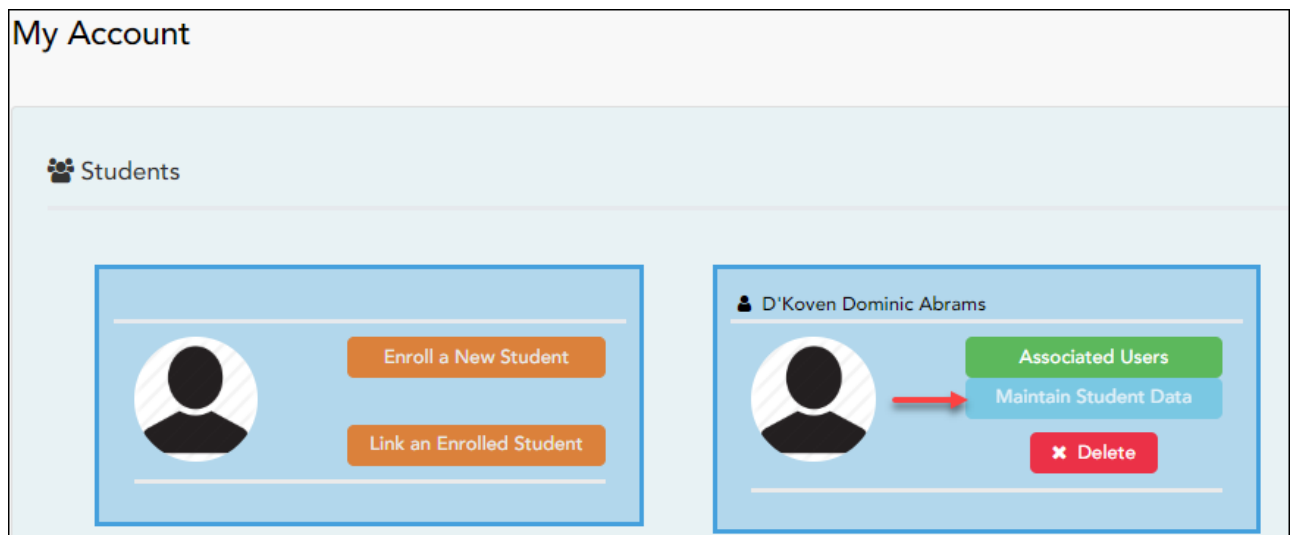 My Account
Students
Enroll a New Student
Link an Enrolled Student
D'Koven Dominic Abrams
Associated Users
Maintain Student Data
Delete